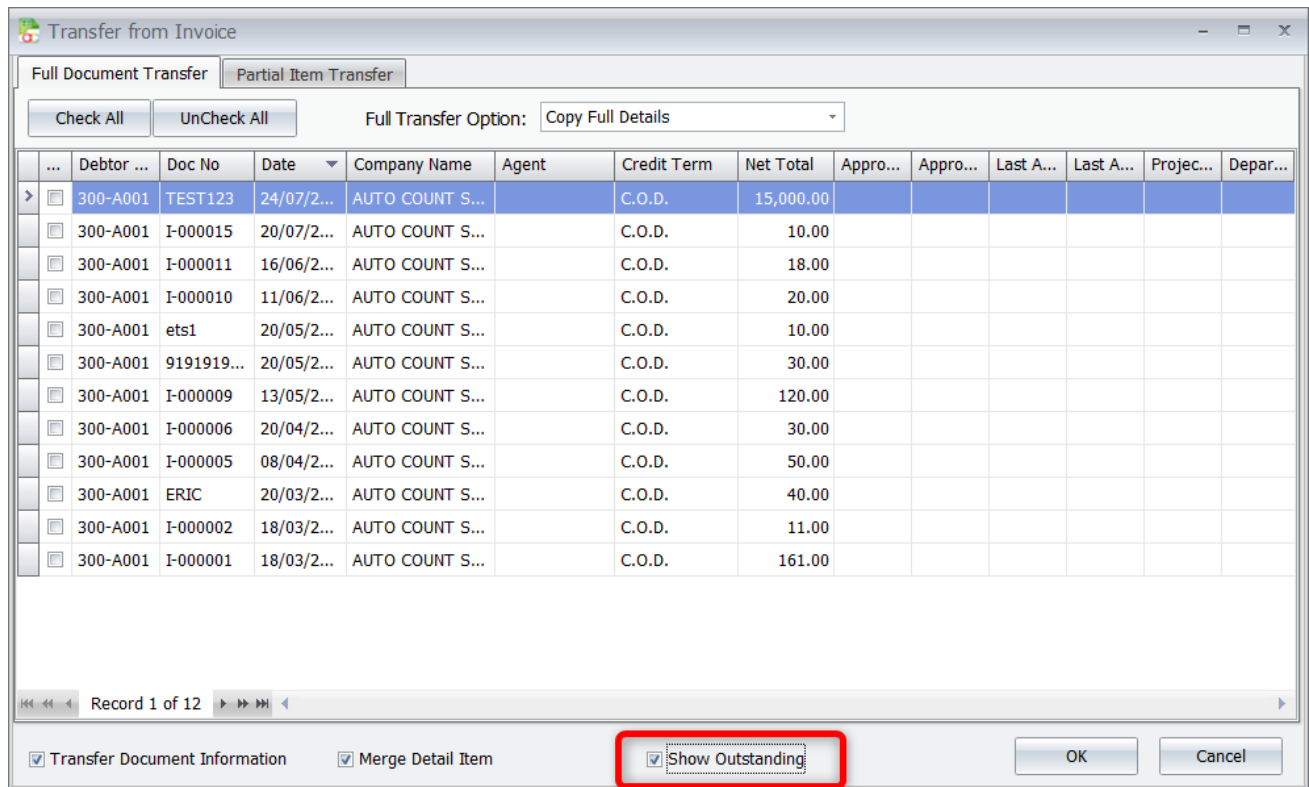 Transfer from Invoice
Full Document Transfer Partial Item Transfer
Check All UnCheck All Full Transfer Option: Copy Full Details
... Debtor ... Doc No Date Company Name Agent Credit Term Net Total Appro... Appro... Last A... Last A... Projec... Depar...
300-A001 TEST123 24/07/2... AUTO COUNT S... C.O.D. 15,000.00
300-A001 I-000015 20/07/2... AUTO COUNT S... C.O.D. 10.00
300-A001 I-000011 16/06/2... AUTO COUNT S... C.O.D. 18.00
300-A001 I-000010 11/06/2... AUTO COUNT S... C.O.D. 20.00
300-A001 ets1 20/05/2... AUTO COUNT S... C.O.D. 10.00
300-A001 9191919... 20/05/2... AUTO COUNT S... C.O.D. 30.00
300-A001 I-000009 13/05/2... AUTO COUNT S... C.O.D. 120.00
300-A001 I-000006 20/04/2... AUTO COUNT S... C.O.D. 30.00
300-A001 I-000005 08/04/2... AUTO COUNT S... C.O.D. 50.00
300-A001 ERIC 20/03/2... AUTO COUNT S... C.O.D. 40.00
300-A001 I-000002 18/03/2... AUTO COUNT S... C.O.D. 11.00
300-A001 I-000001 18/03/2... AUTO COUNT S... C.O.D. 161.00
Record 1 of 12
Transfer Document Information Merge Detail Item Show Outstanding OK Cancel